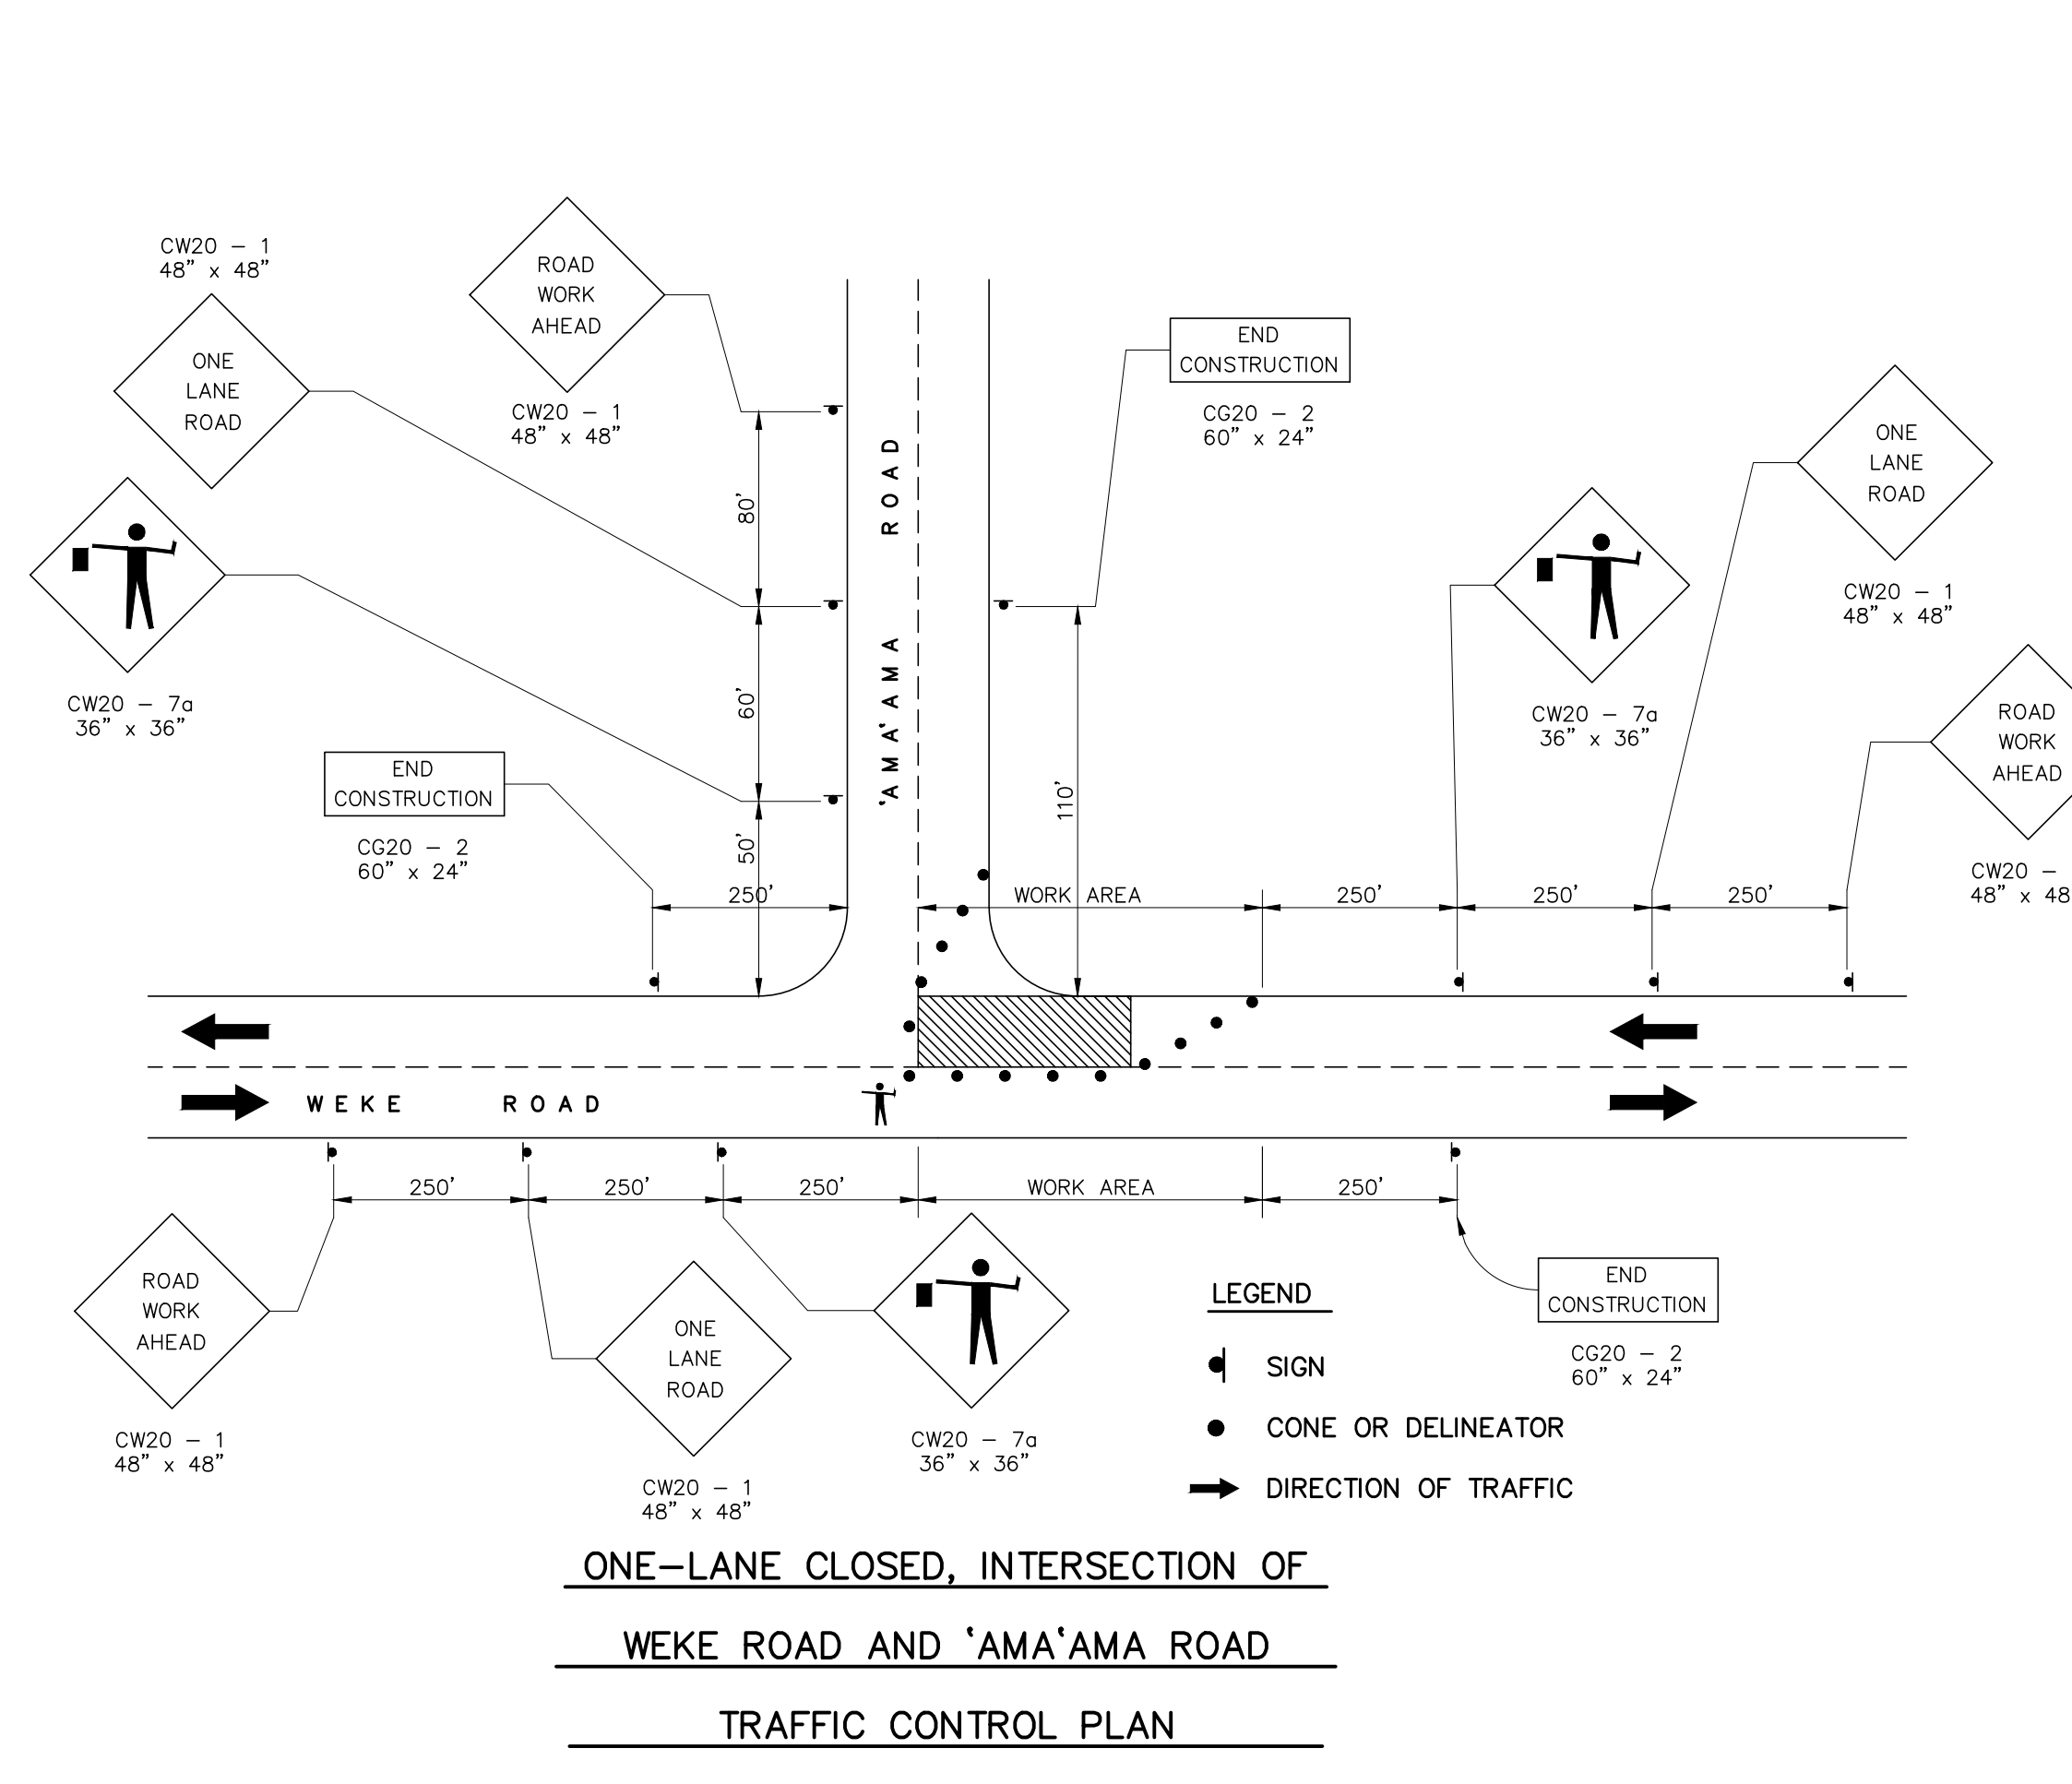 CW20 - 1
48" x 48"
ONE
LANE
ROAD
ROAD
WORK
AHEAD
CW20 - 1
48" x 48"
END
CONSTRUCTION
CG20 - 2
60" x 24"
ONE
LANE
ROAD
CW20 - 1
48" x 48"
CW20 - 7a
36" x 36"
CW20 - 7a
36" x 36"
ROAD
WORK
AHEAD
CW20 -
48" x 48
END
CONSTRUCTION
CG20 - 2
60" x 24"
80'
60'
50'
110'
'AMA'AMA ROAD
250'
WORK AREA
250'
250'
250'
WEKE ROAD
250'
250'
250'
WORK AREA
250'
ROAD
WORK
AHEAD
CW20 - 1
48" x 48"
ONE
LANE
ROAD
CW20 - 1
48" x 48"
CW20 - 7a
36" x 36"
END
CONSTRUCTION
CG20 - 2
60" x 24"
LEGEND
SIGN
CONE OR DELINEATOR
DIRECTION OF TRAFFIC
ONE-LANE CLOSED, INTERSECTION OF
WEKE ROAD AND 'AMA'AMA ROAD
TRAFFIC CONTROL PLAN